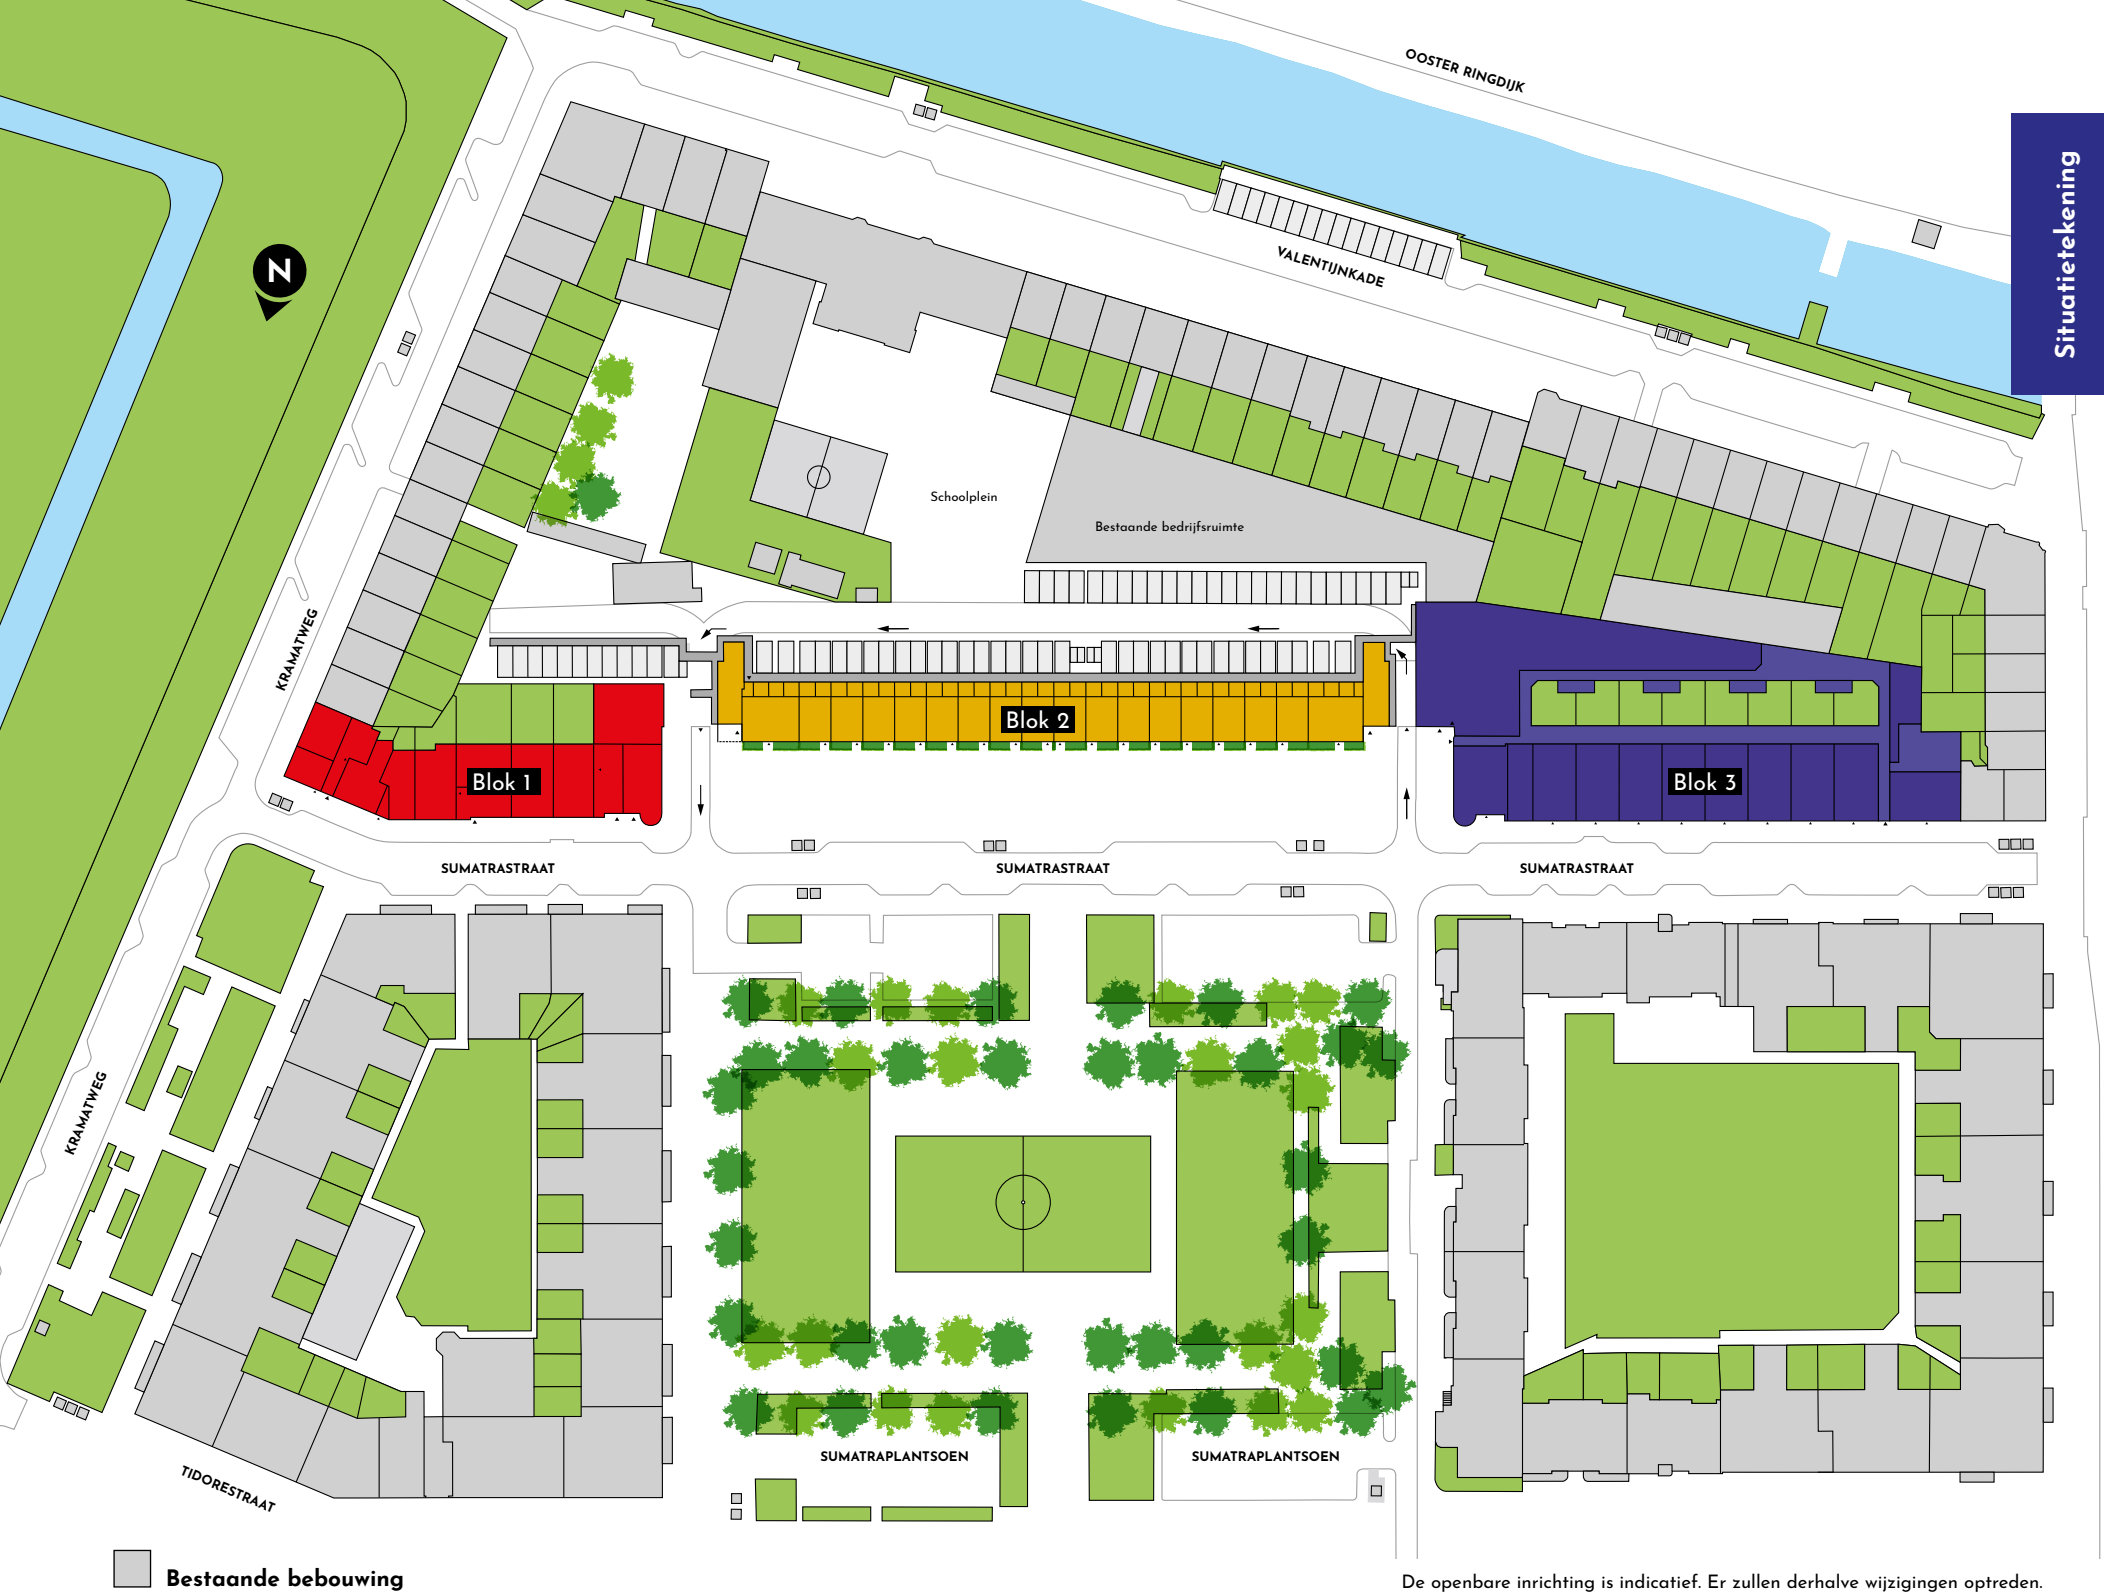 OOSTER RINGDIJK
Situatietekening
N
VALENTIJNKADE
Schoolplein
Bestaande bedrijfsruimte
KRAMATWEG
Blok 2
Blok 1
Blok 3
SUMATRASTRAAT
SUMATRASTRAAT
SUMATRASTRAAT
KRAMATWEG
SUMATRAPLANTSOEN
SUMATRAPLANTSOEN
TIDORESTRAAT
Bestaande bebouwing
De openbare inrichting is indicatief. Er zullen derhalve wijzigingen optreden.